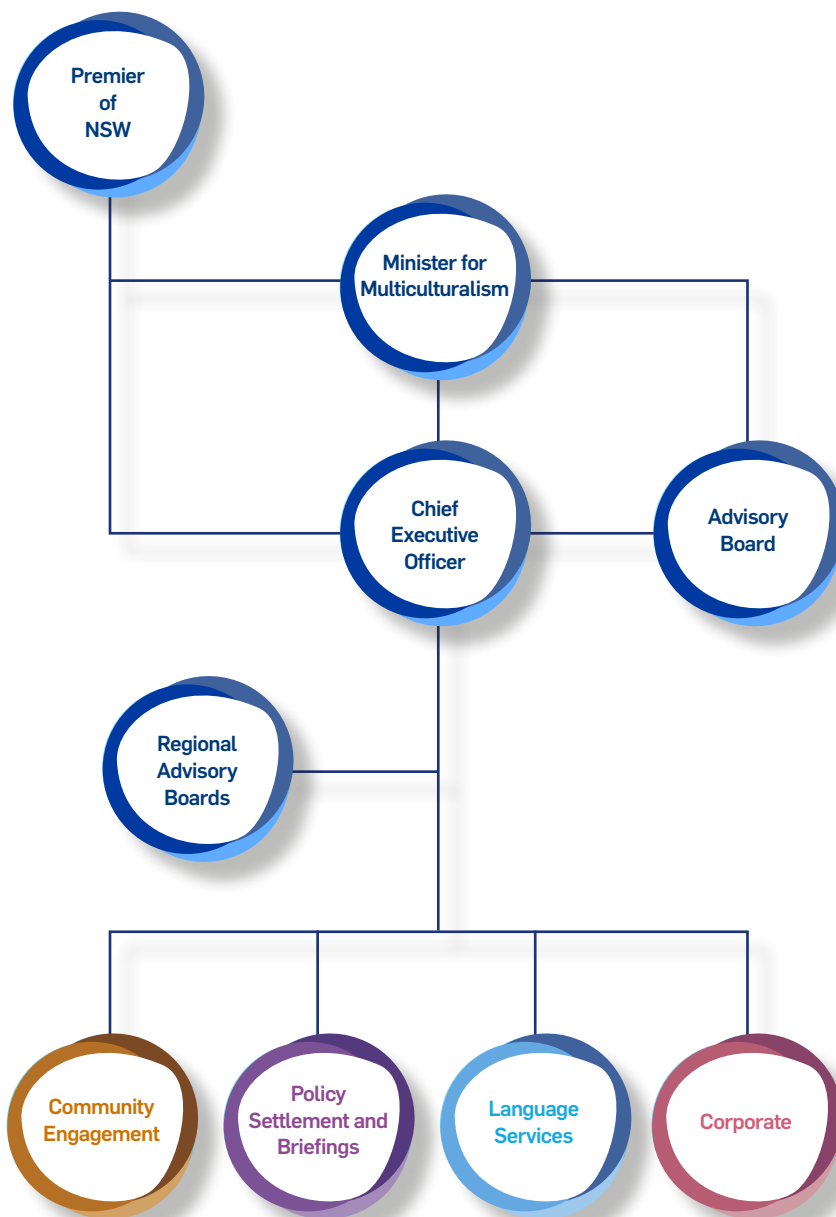 Premier
of
NSW
Minister for
Multiculturalism
Chief
Executive
Officer
Advisory
Board
Regional
Advisory
Boards
Community
Engagement
Policy
Settlement and
Briefings
Language
Services
Corporate